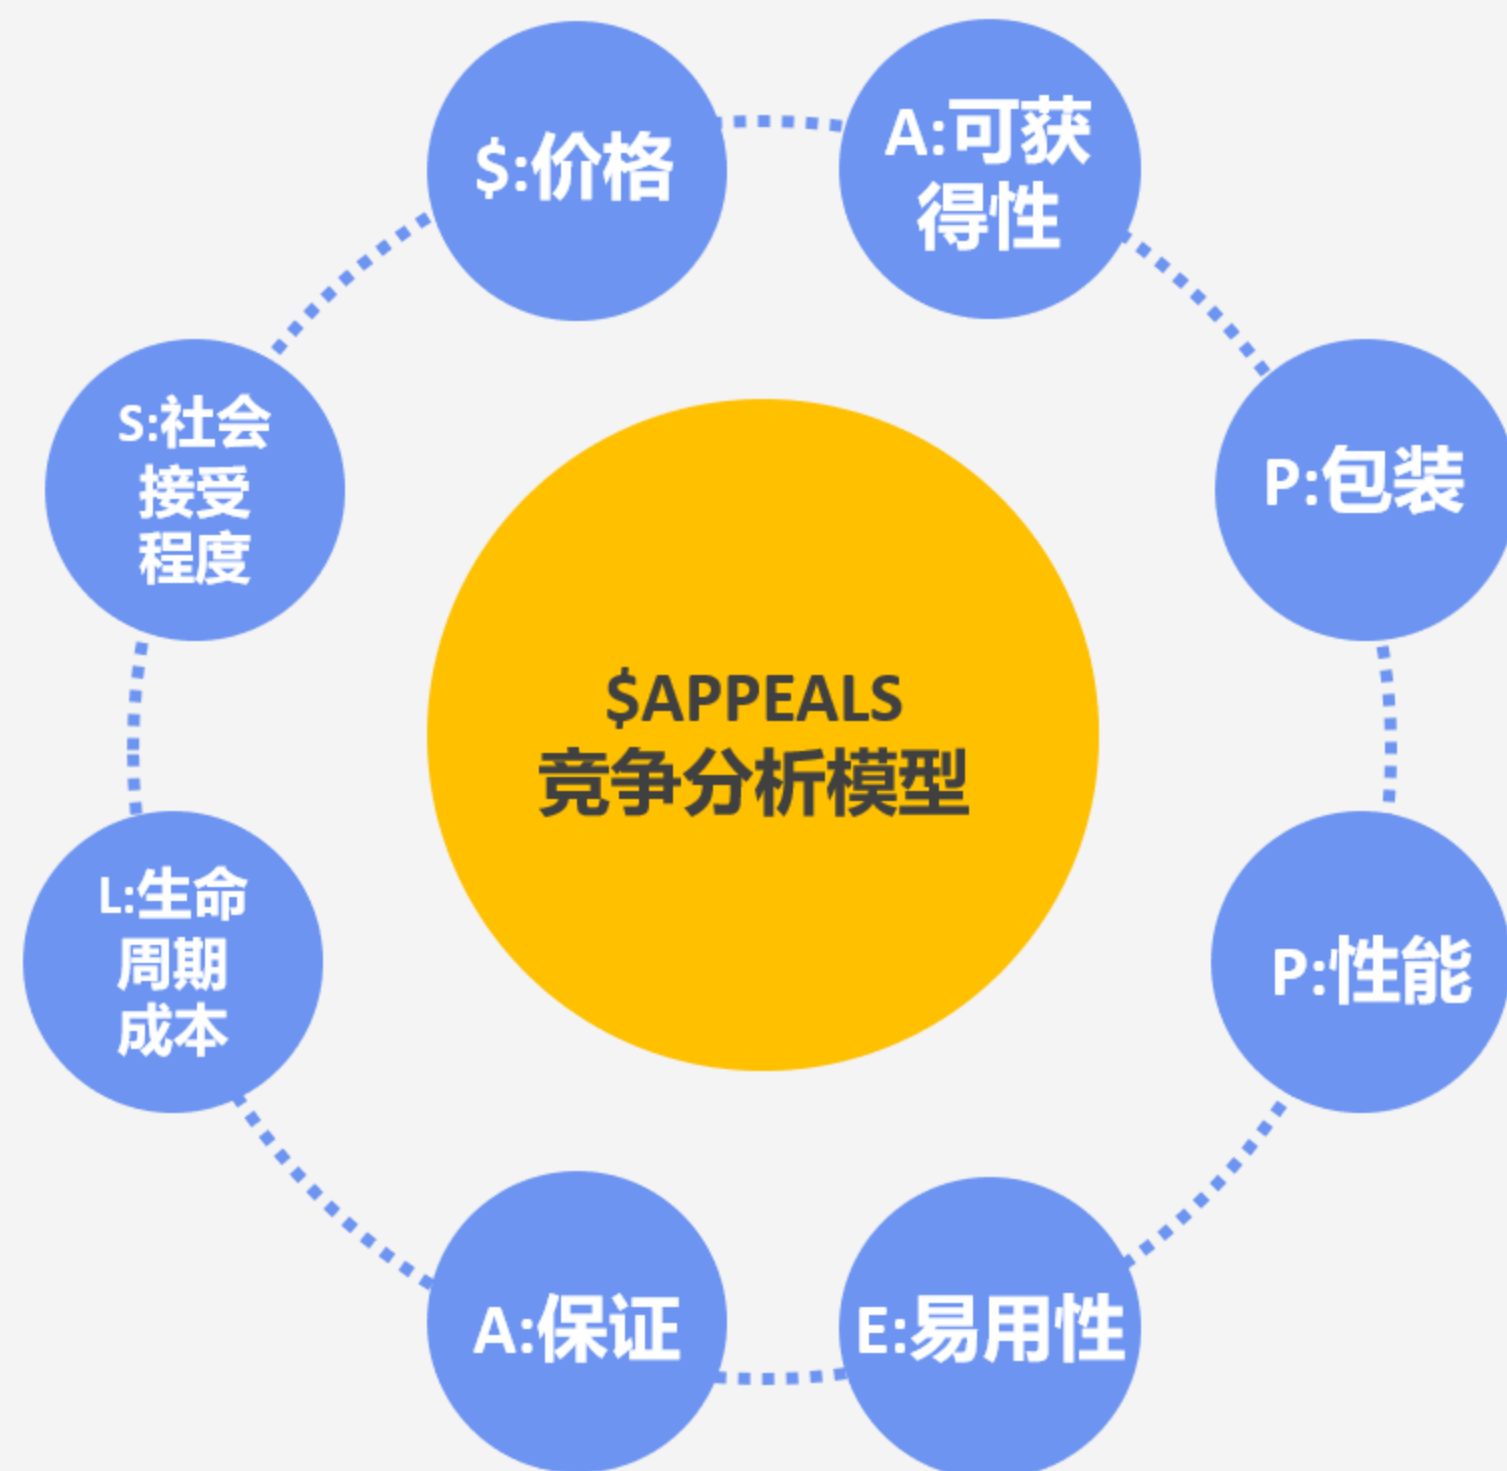 $:价格
A:可获
得性
P:包装
P:性能
E:易用性
A:保证
L:生命
周期
成本
S:社会
接受
程度
$APPEALS
竞争分析模型